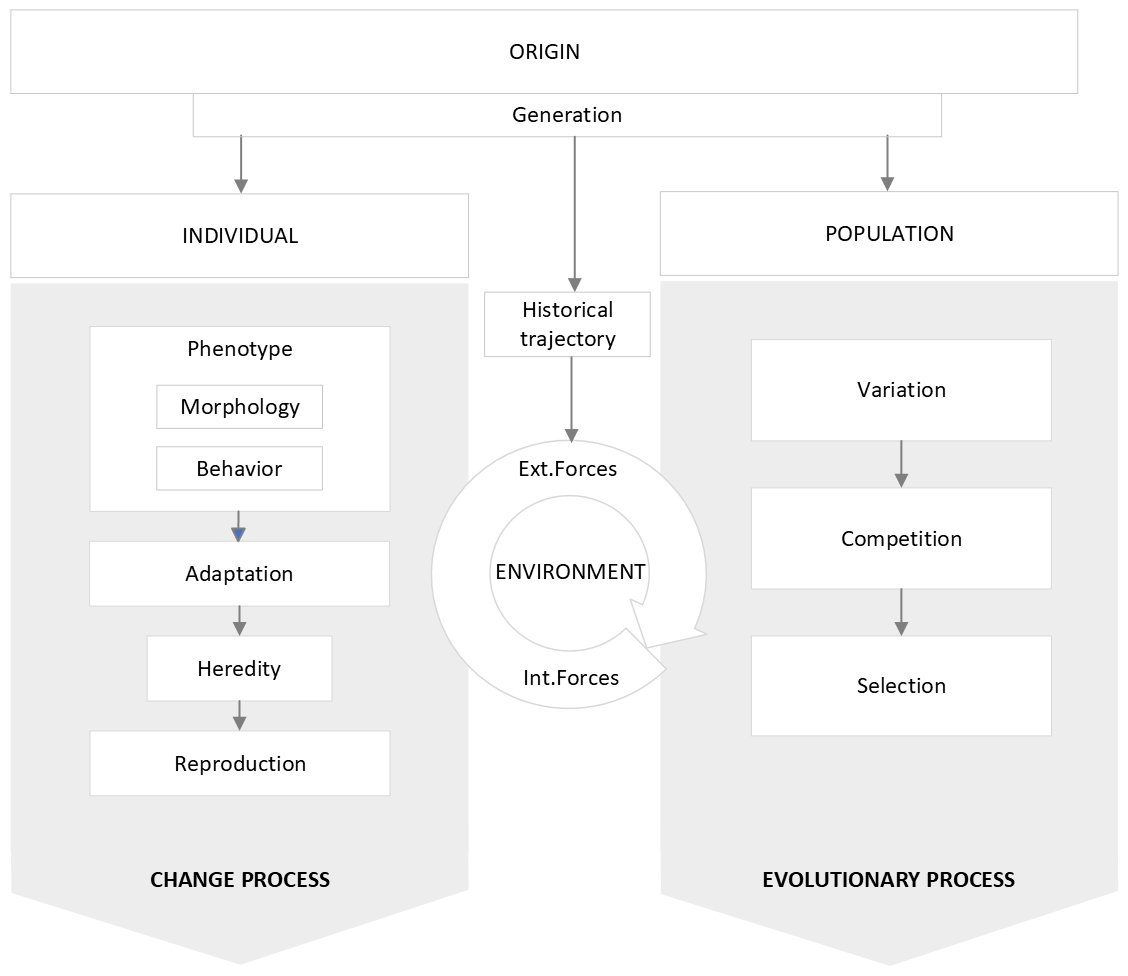 ORIGIN
Generation
INDIVIDUAL
POPULATION
Historical
trajectory
Phenotype
Morphology
Behavior
Adaptation
Heredity
Reproduction
CHANGE PROCESS
Ext.Forces
ENVIRONMENT
Int.Forces
Variation
Competition
Selection
EVOLUTIONARY PROCESS